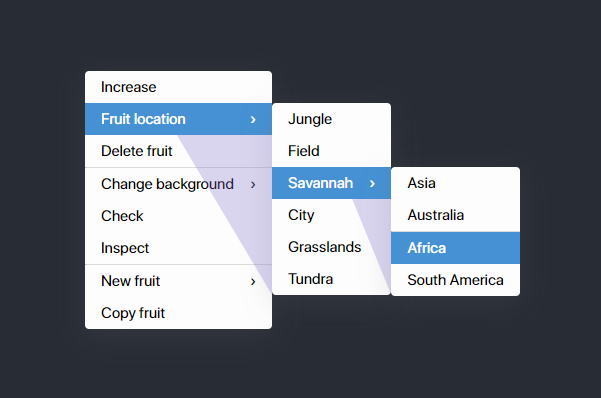 Increase
Fruit location ›
Delete fruit
Change background ›
Check
Inspect
New fruit ›
Copy fruit
Jungle
Field
Savannah ›
City
Grasslands
Tundra
Asia
Australia
Africa
South America